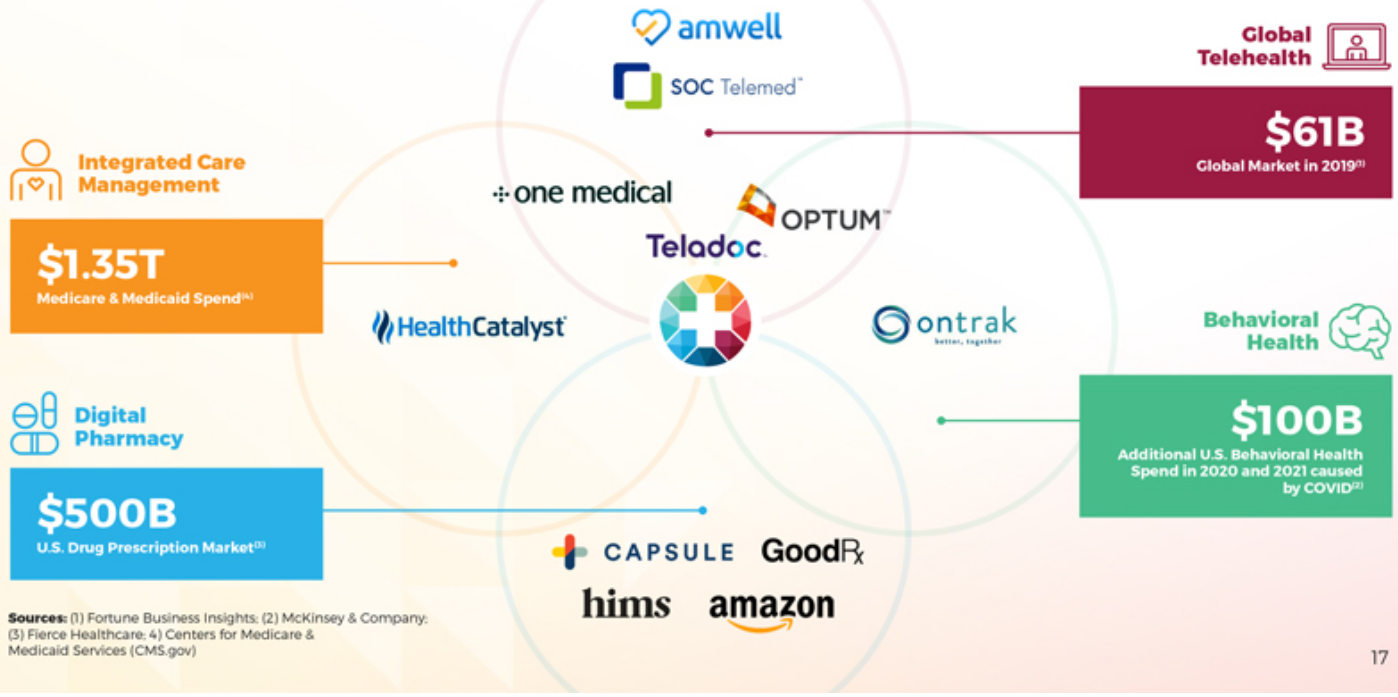 amwell
SOC Telemed™
Global
Telehealth
$61B
Global Market in 2019(1)
Integrated Care
Management
$1.35T
Medicare & Medicaid Spend(4)
one medical
OPTUM™
Teladoc.
HealthCatalyst
ontrak
better, together
Behavioral
Health
$100B
Additional U.S. Behavioral Health
Spend in 2020 and 2021 caused
by COVID(2)
Digital
Pharmacy
$500B
U.S. Drug Prescription Market(3)
CAPSULE
GoodRx
hims
amazon
Sources: (1) Fortune Business Insights; (2) McKinsey & Company;
(3) Fierce Healthcare; 4) Centers for Medicare &
Medicaid Services (CMS.gov)
17